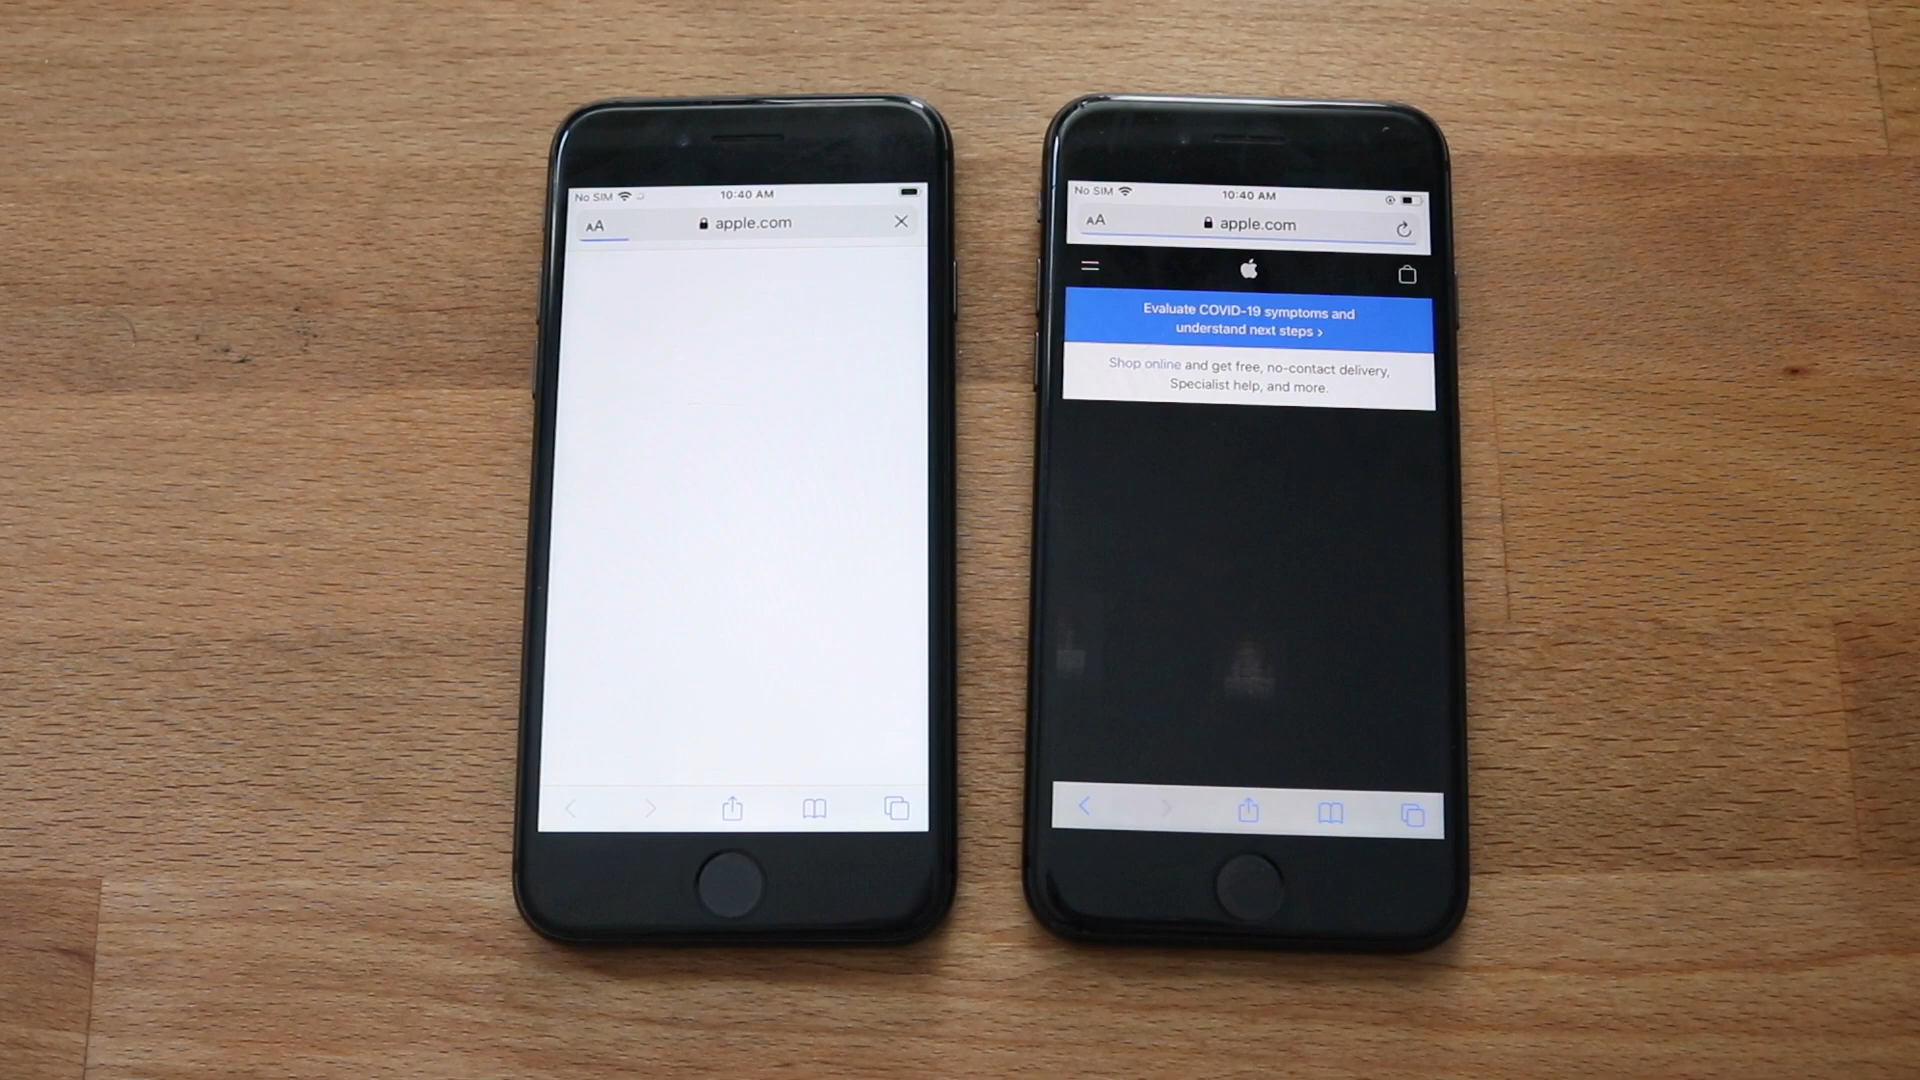 No SIM 10:40 AM
AA apple.com
No SIM 10:40 AM
AA apple.com
Evaluate COVID-19 symptoms and
understand next steps >
Shop online and get free, no-contact delivery,
Specialist help, and more.